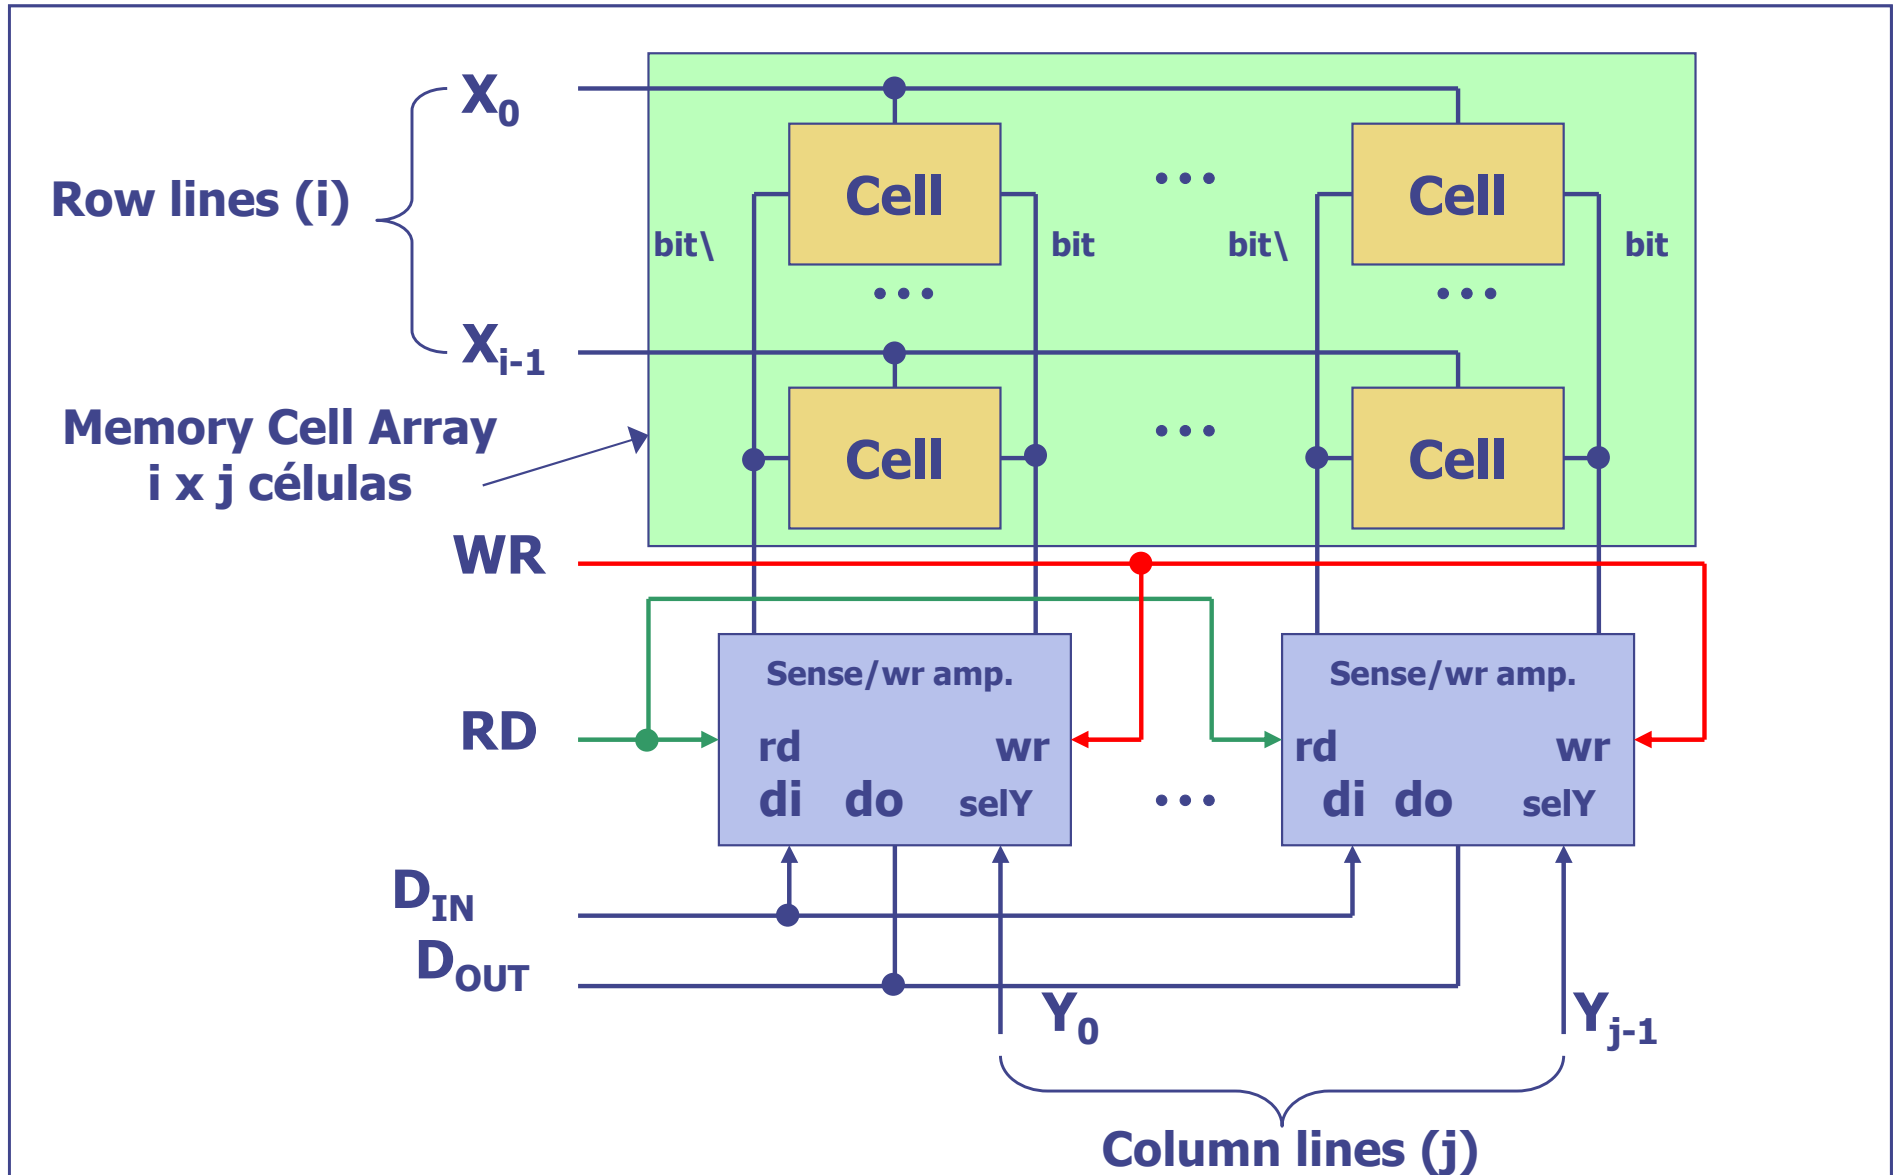 X0
Cell
...
Cell
Row lines (i)
bit\
bit
bit\
bit
...
...
Xi-1
Memory Cell Array
i x j células
Cell
...
Cell
WR
Sense/wr amp.
Sense/wr amp.
RD
rd
wr
rd
wr
di
do
selY
...
di
do
selY
DIN
DOUT
Y0
Yj-1
Column lines (j)